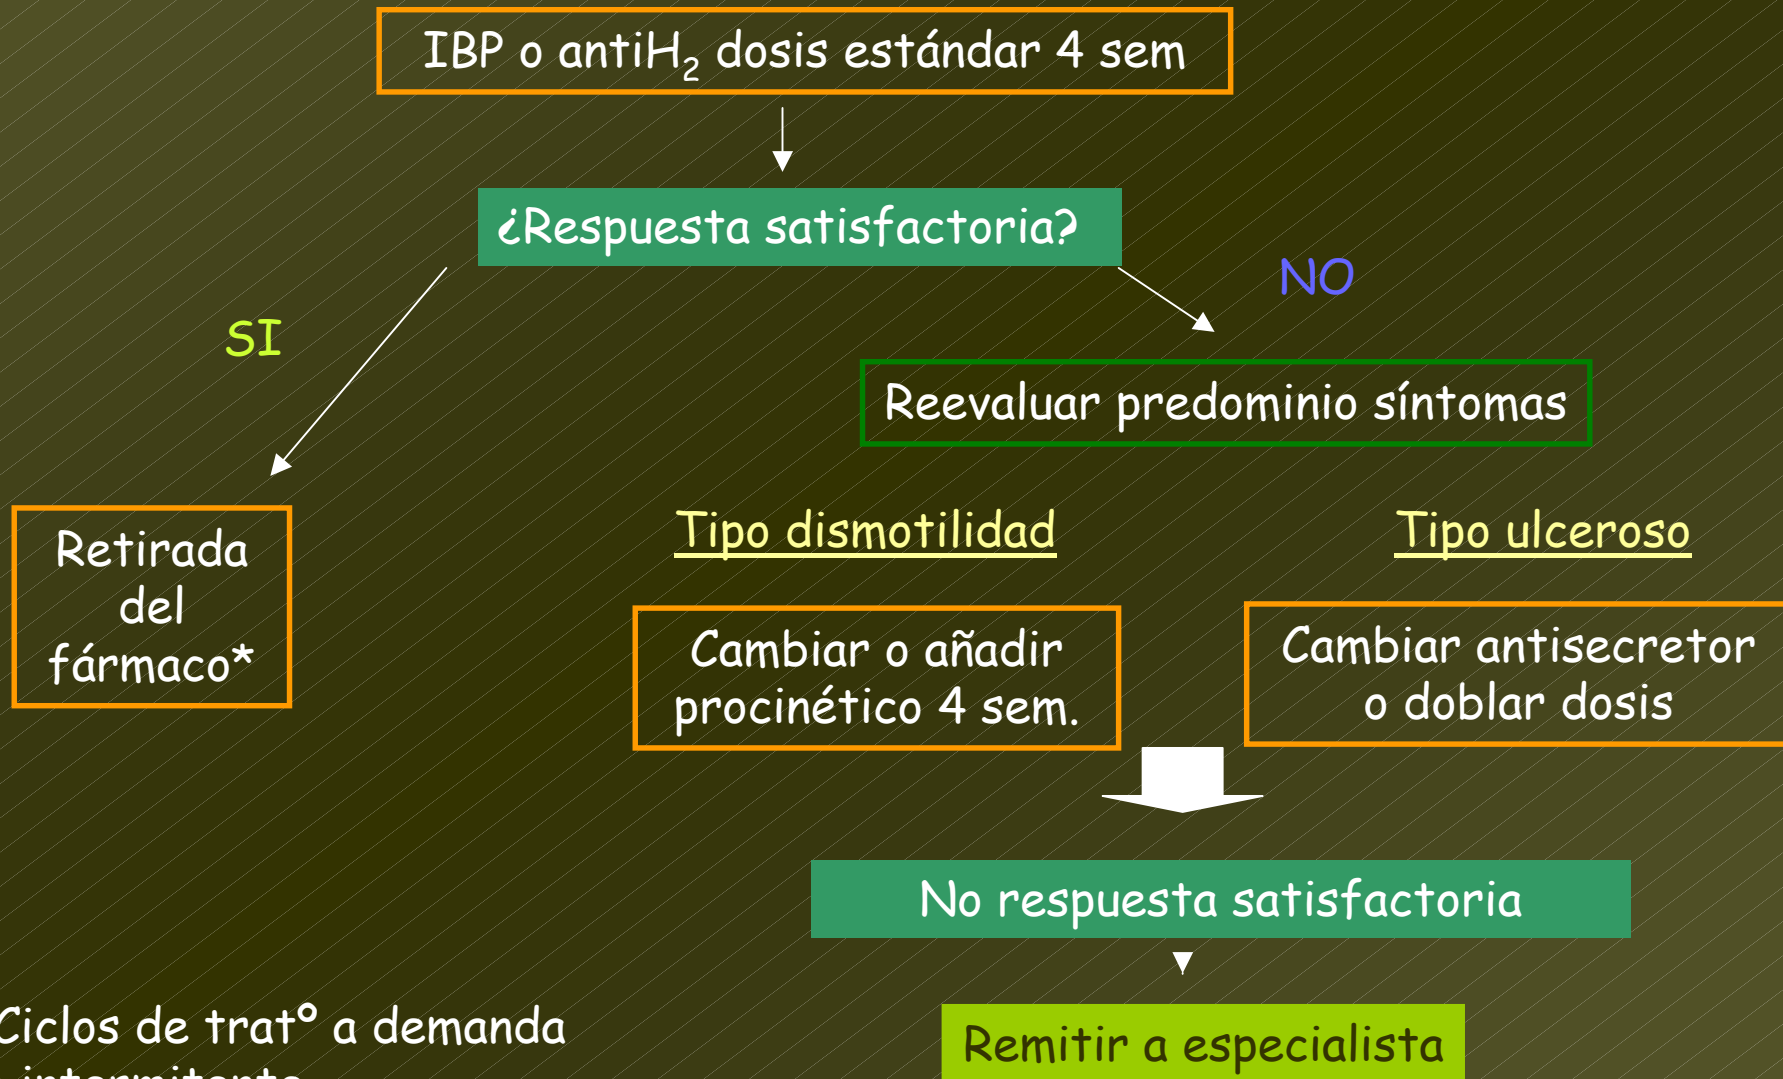 IBP o antiH₂ dosis estándar 4 sem
¿Respuesta satisfactoria?
NO
SI
Reevaluar predominio síntomas
Tipo dismotilidad
Tipo ulceroso
Retirada
del
fármaco*
Cambiar o añadir
procinético 4 sem.
Cambiar antisecretor
o doblar dosis
No respuesta satisfactoria
Ciclos de tratº a demanda
intermitente
Remitir a especialista